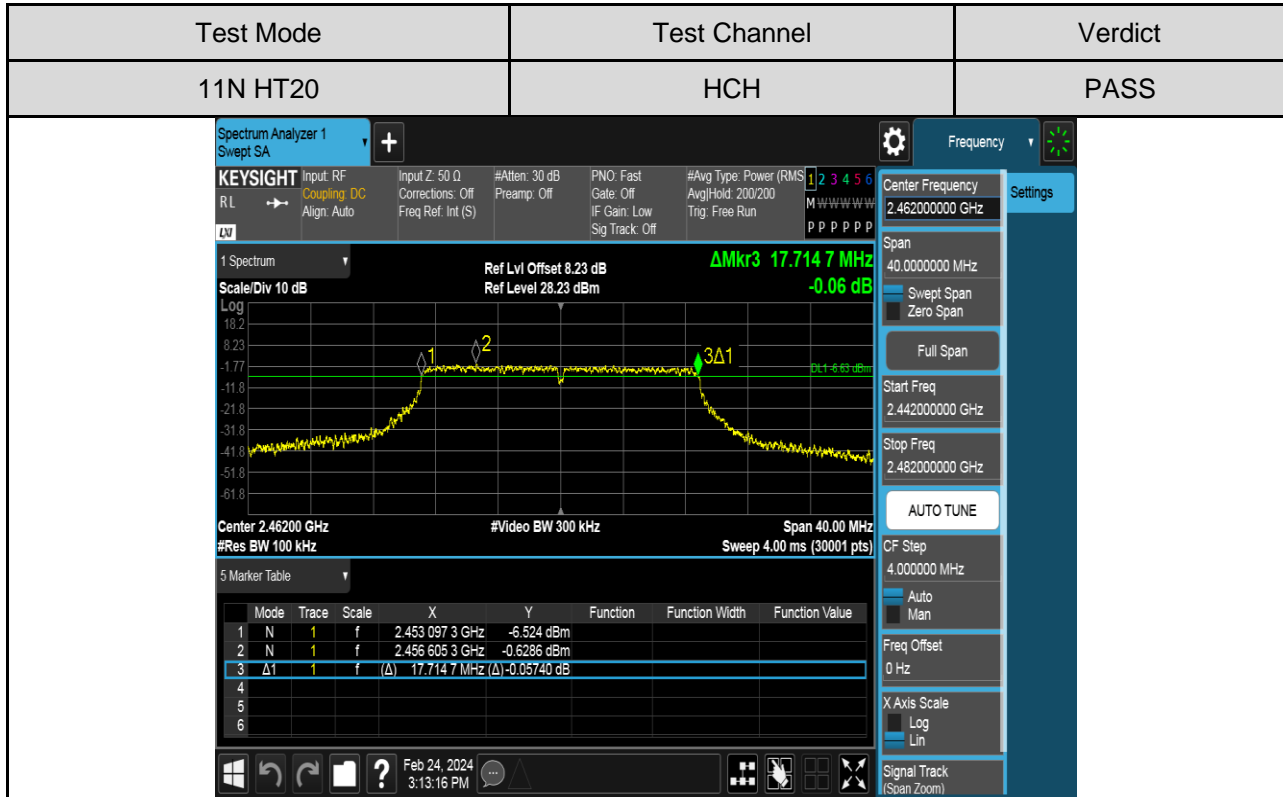 Test Mode Test Channel Verdict
11N HT20 HCH PASS
Spectrum Analyzer 1
Swept SA
Frequency
KEYSIGHT Input: RF Input Z: 50 Ω #Atten: 30 dB PNO: Fast #Avg Type: Power (RMS 1 2 3 4 5 6
RL Coupling: DC Corrections: Off Preamp: Off Gate: Off Avg|Hold: 200/200 M W W W W W
Align: Auto Freq Ref: Int (S) IF Gain: Low Trig: Free Run
LXI Sig Track: Off P P P P P P
1 Spectrum
Ref Lvl Offset 8.23 dB ΔMkr3 17.714 7 MHz
Scale/Div 10 dB Ref Level 28.23 dBm -0.06 dB
Log
18.2
8.23
-1.77
-11.8
-21.8
-31.8
-41.8
-51.8
-61.8
1
2
3Δ1
DL1 -6.63 dBm
Center 2.46200 GHz #Video BW 300 kHz Span 40.00 MHz
#Res BW 100 kHz Sweep 4.00 ms (30001 pts)
5 Marker Table
Mode Trace Scale X Y Function Function Width Function Value
1 N 1 f 2.453 097 3 GHz -6.524 dBm
2 N 1 f 2.456 605 3 GHz -0.6286 dBm
3 Δ1 1 f (Δ) 17.714 7 MHz (Δ) -0.05740 dB
4
5
6
Feb 24, 2024
3:13:16 PM
Settings
Center Frequency
2.462000000 GHz
Span
40.0000000 MHz
Swept Span
Zero Span
Full Span
Start Freq
2.442000000 GHz
Stop Freq
2.482000000 GHz
AUTO TUNE
CF Step
4.000000 MHz
Auto
Man
Freq Offset
0 Hz
X Axis Scale
Log
Lin
Signal Track
(Span Zoom)